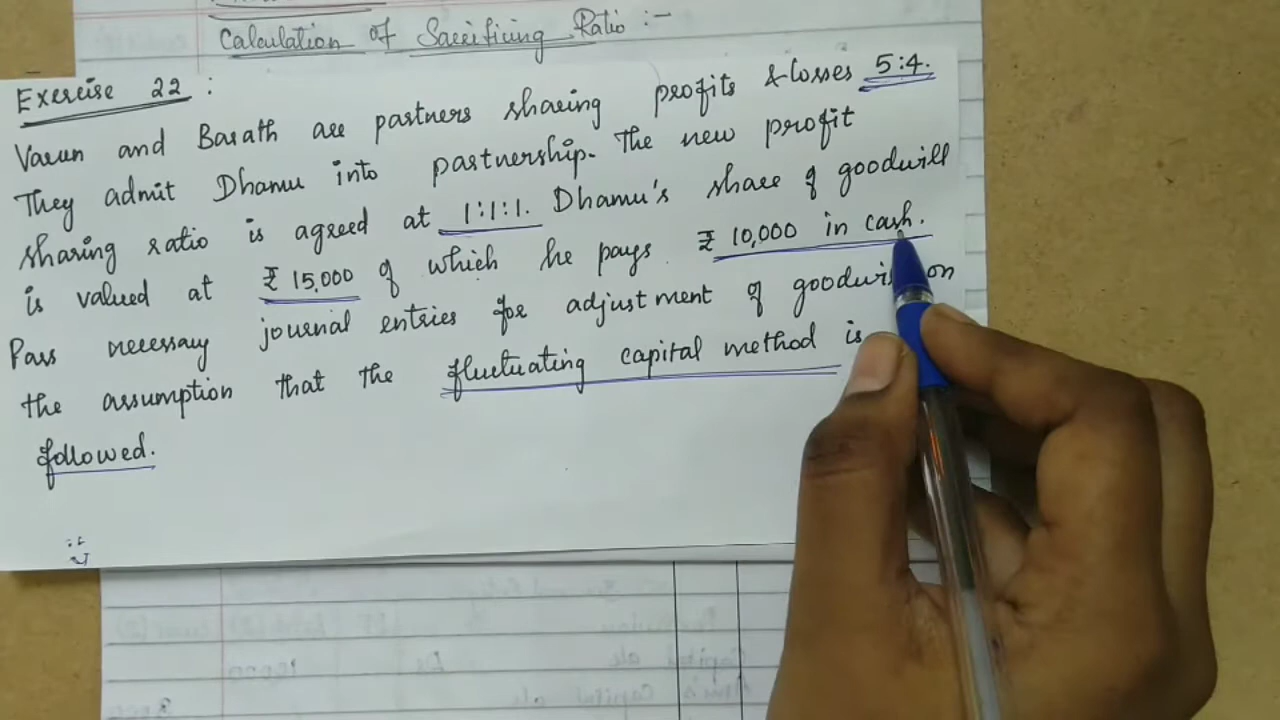 Calculation of Sacrificing Ratio :-
Exercise 22 :
Varun and Barath are partners sharing profits & losses 5:4.
They admit Dhamu into partnership. The new profit
sharing ratio is agreed at 1:1:1. Dhamu's share of goodwill
is valued at ₹ 15,000 of which he pays ₹ 10,000 in cash.
Pass necessary journal entries for adjustment of goodwill on
the assumption that the fluctuating capital method is
followed.